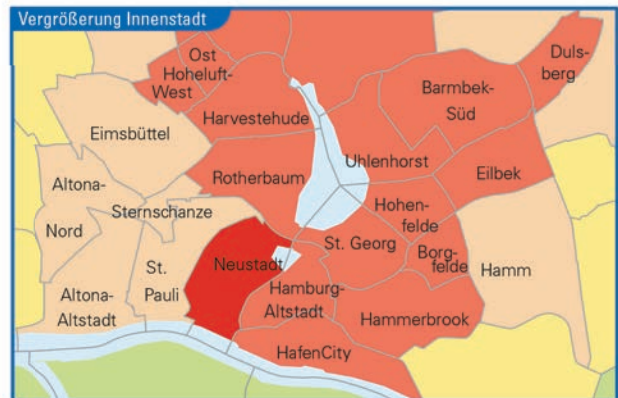 Vergrößerung Innenstadt
Ost
Hoheluft-
West
Duls-
berg
Barmbek-
Süd
Harvestehude
Eimsbüttel
Uhlenhorst
Eilbek
Rotherbaum
Altona-
Nord
Sternschanze
Hohen-
felde
St. Georg
Borg-
felde
Hamm
St.
Pauli
Neustadt
Hamburg-
Altstadt
Altona-
Altstadt
Hammerbrook
HafenCity